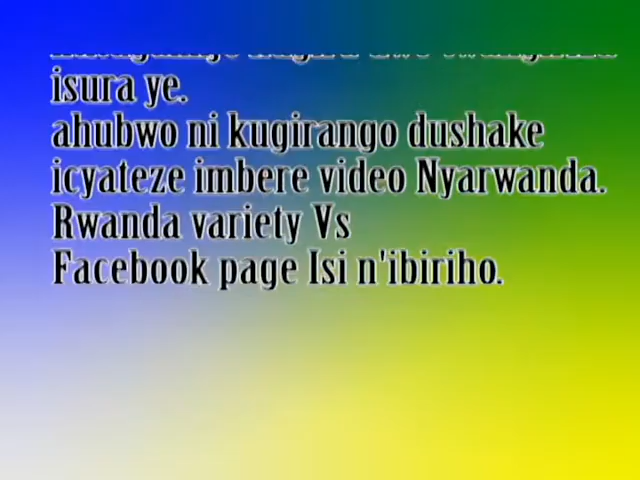 isura ye.
ahubwo ni kugirango dushake
icyateze imbere video Nyarwanda.
Rwanda variety Vs
Facebook page Isi n'ibiriho.